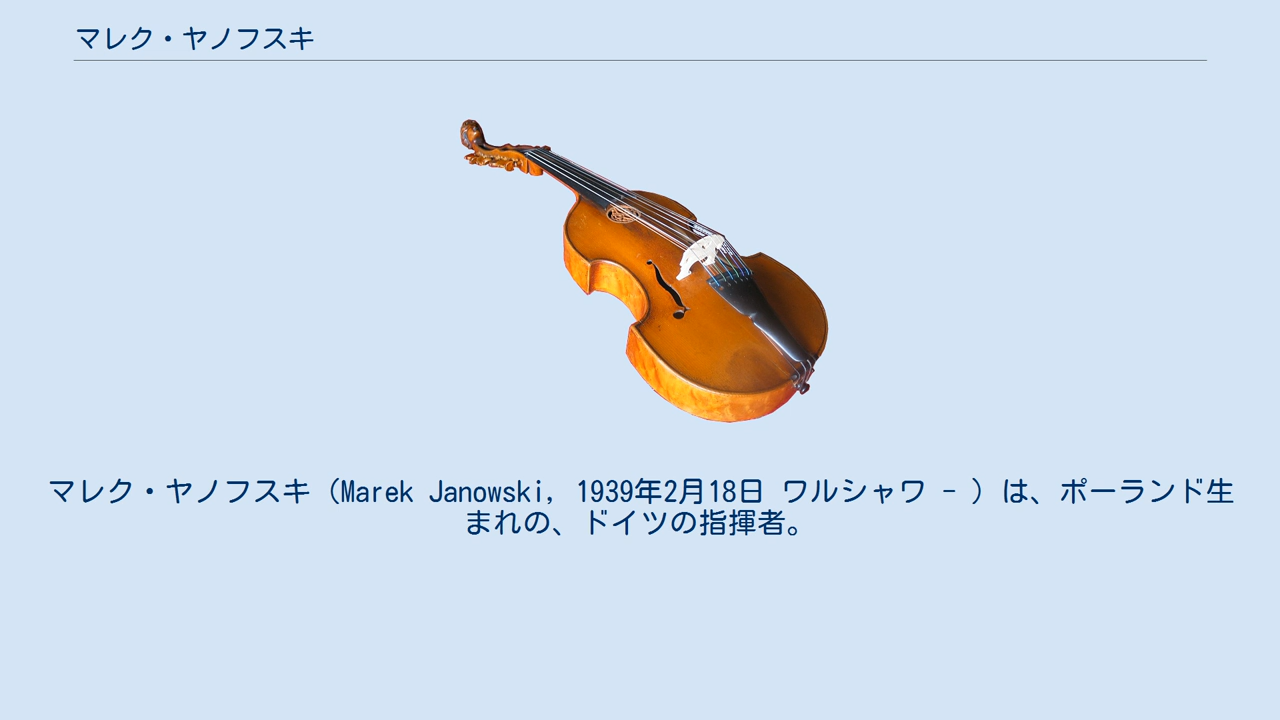 マレク・ヤノフスキ
マレク・ヤノフスキ（Marek Janowski, 1939年2月18日 ワルシャワ - ）は、ポーランド生
まれの、ドイツの指揮者。